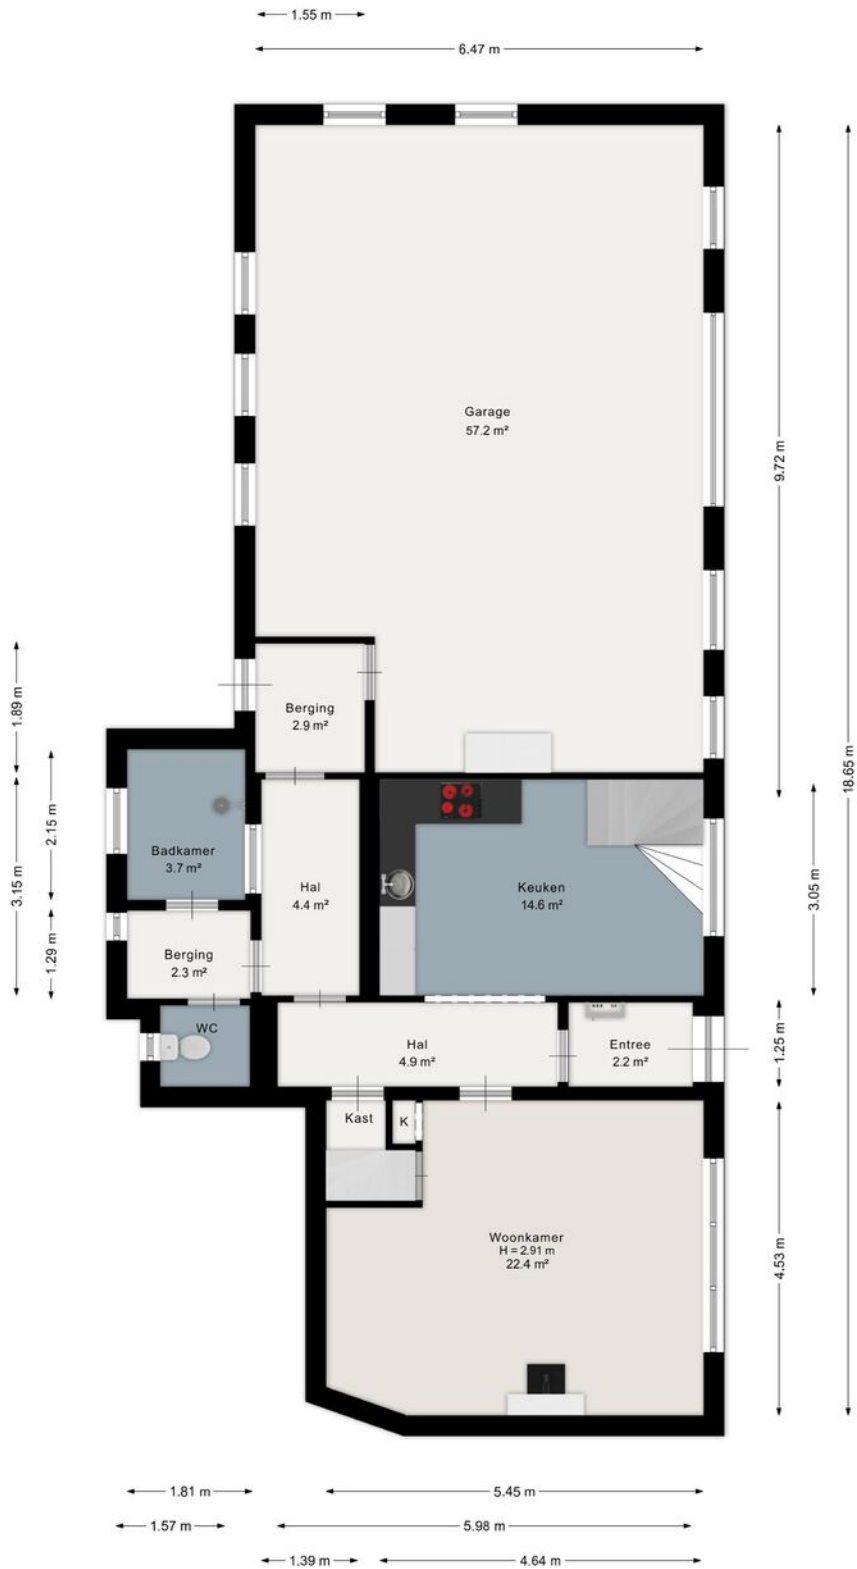 1.55 m
6.47 m
Garage
57.2 m²
9.72 m
18.65 m
1.89 m
Berging
2.9 m²
3.15 m
2.15 m
Badkamer
3.7 m²
Hal
4.4 m²
Keuken
14.6 m²
3.05 m
1.29 m
Berging
2.3 m²
WC
Hal
4.9 m²
Entree
2.2 m²
1.25 m
Kast
K
Woonkamer
H = 2.91 m
22.4 m²
4.53 m
1.81 m
5.45 m
1.57 m
5.98 m
1.39 m
4.64 m